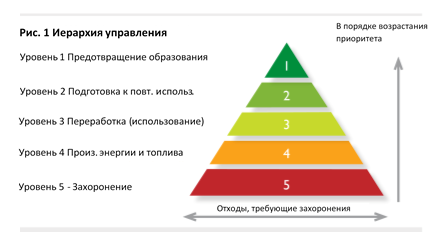 В порядке возрастания
приоритета
Рис. 1 Иерархия управления
Уровень 1 Предотвращение образования
1
Уровень 2 Подготовка к повт. использ.
2
Уровень 3 Переработка (использование)
3
Уровень 4 Произ. энергии и топлива
4
Уровень 5 - Захоронение
5
Отходы, требующие захоронения